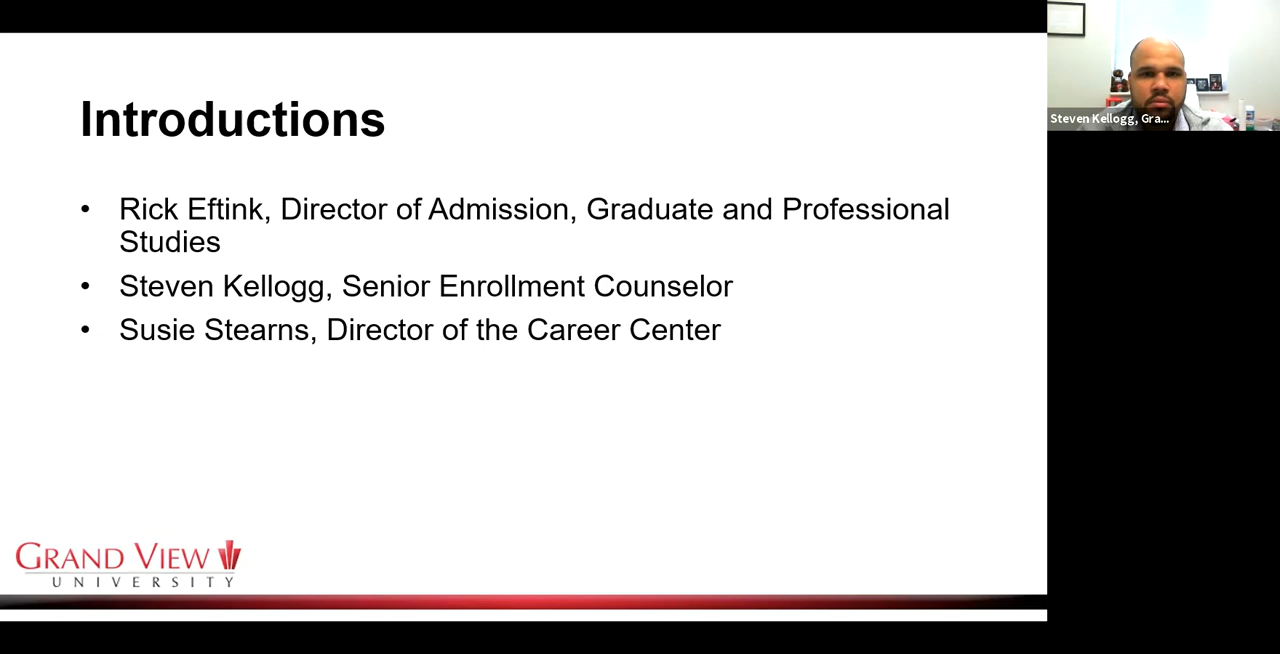 Introductions
• Rick Eftink, Director of Admission, Graduate and Professional
Studies
• Steven Kellogg, Senior Enrollment Counselor
• Susie Stearns, Director of the Career Center
GRAND VIEW
UNIVERSITY
Steven Kellogg, Gra...